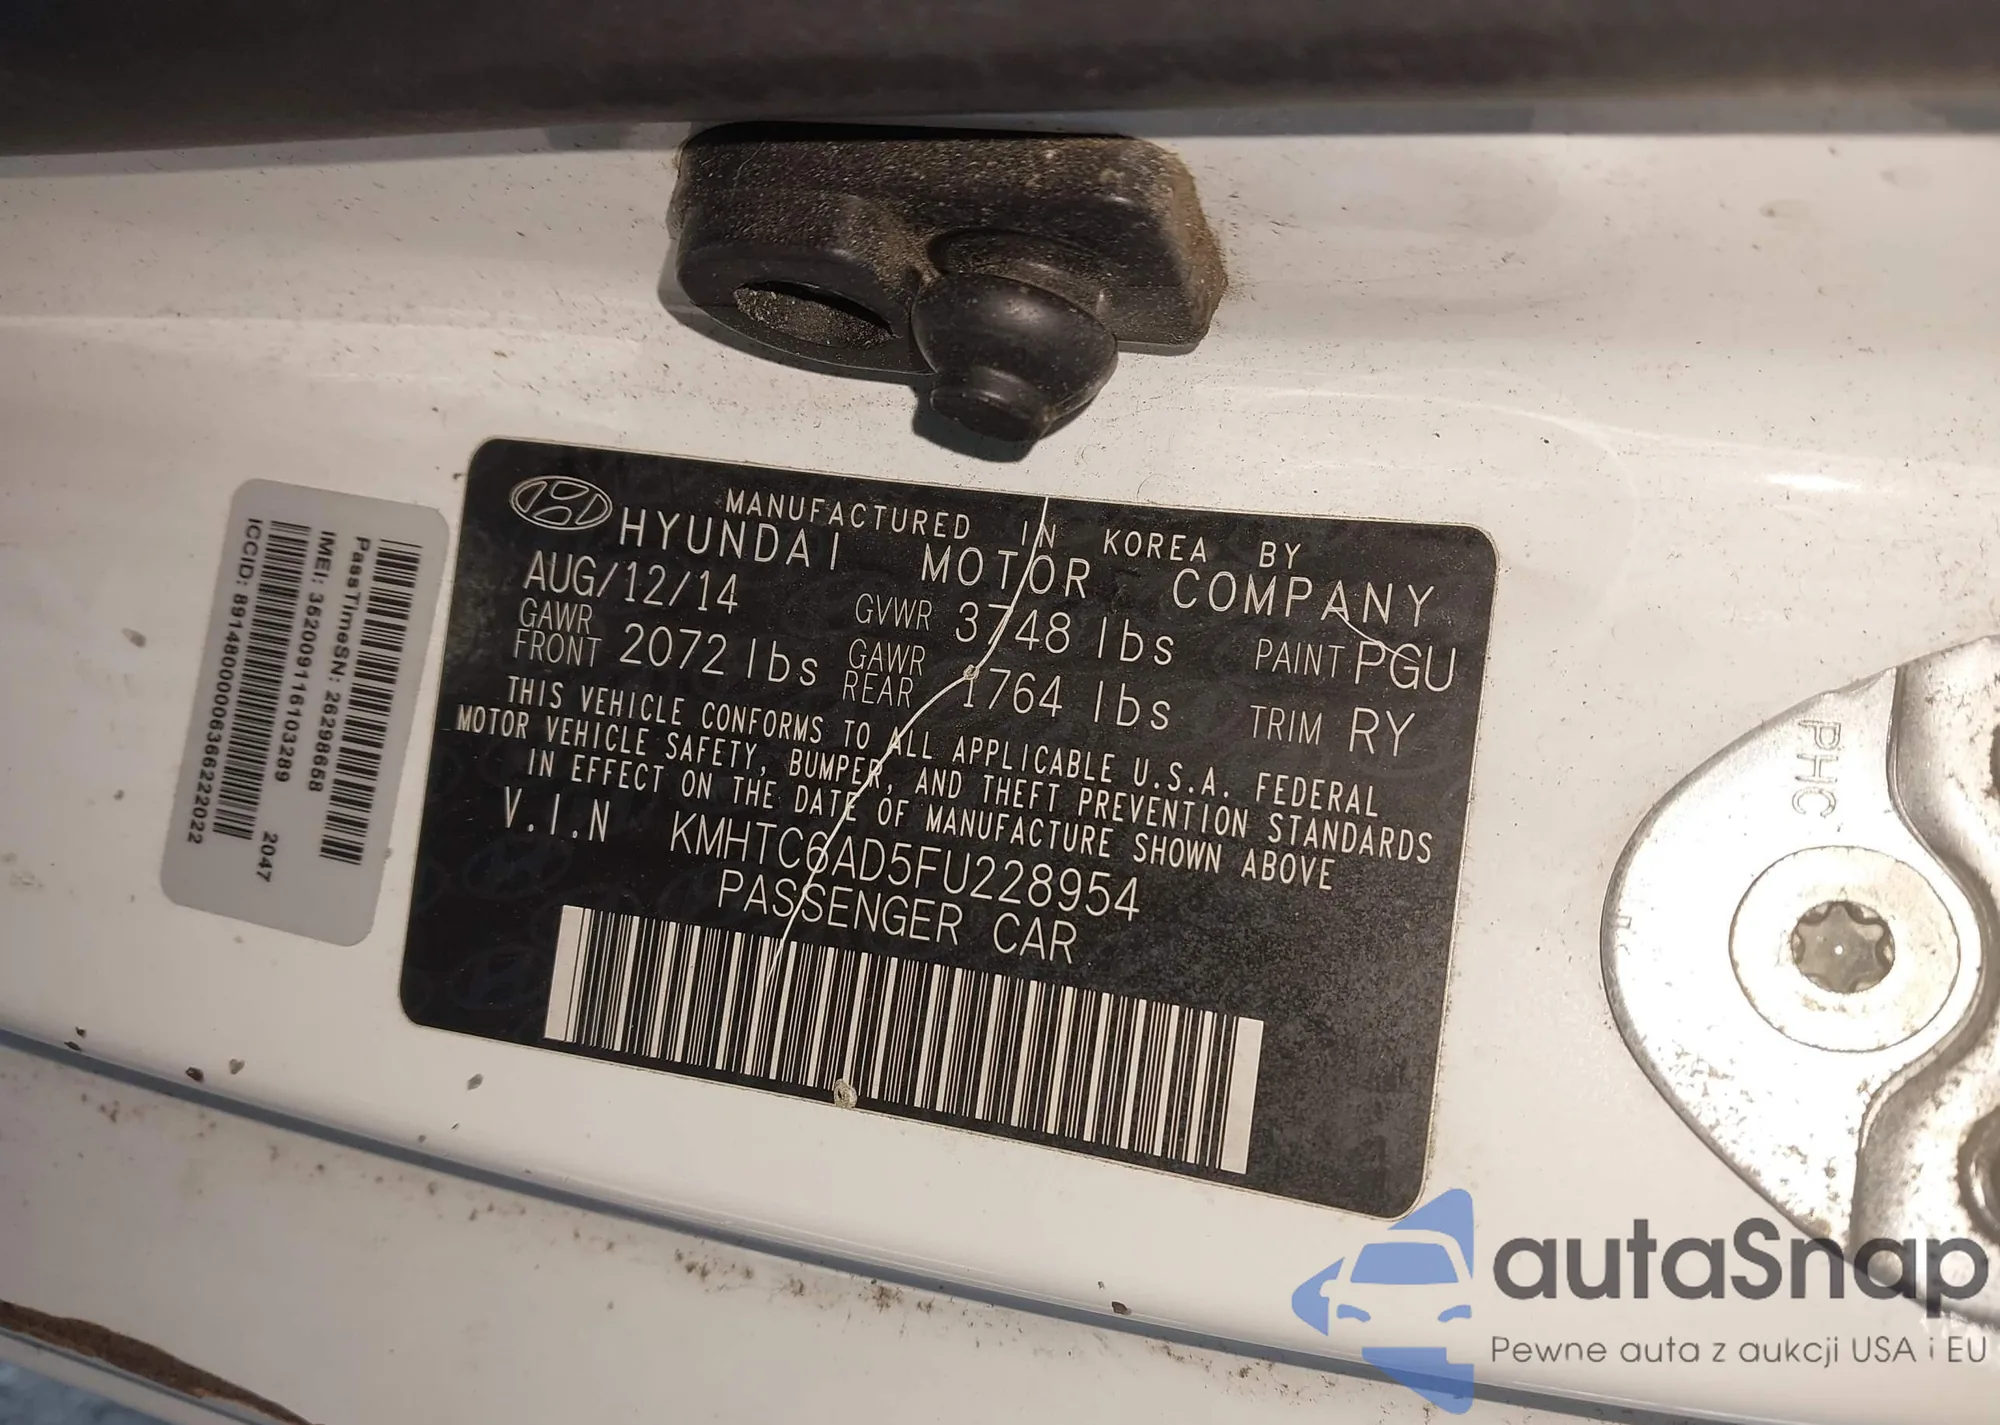 MANUFACTURED IN KOREA BY
HYUNDAI MOTOR COMPANY
AUG/12/14 GVWR 3748 lbs PAINT PGU
GAWR FRONT 2072 lbs GAWR REAR 1764 lbs TRIM RY
THIS VEHICLE CONFORMS TO ALL APPLICABLE U.S.A. FEDERAL
MOTOR VEHICLE SAFETY, BUMPER, AND THEFT PREVENTION STANDARDS
IN EFFECT ON THE DATE OF MANUFACTURE SHOWN ABOVE
V.I.N KMHTC6AD5FU228954
PASSENGER CAR
PassTimeSN: 26298658
IMEI: 362009116103289 2047
ICCID: 89148000006366222022
PHC
autaSnap
Pewne auta z aukcji USA i EU